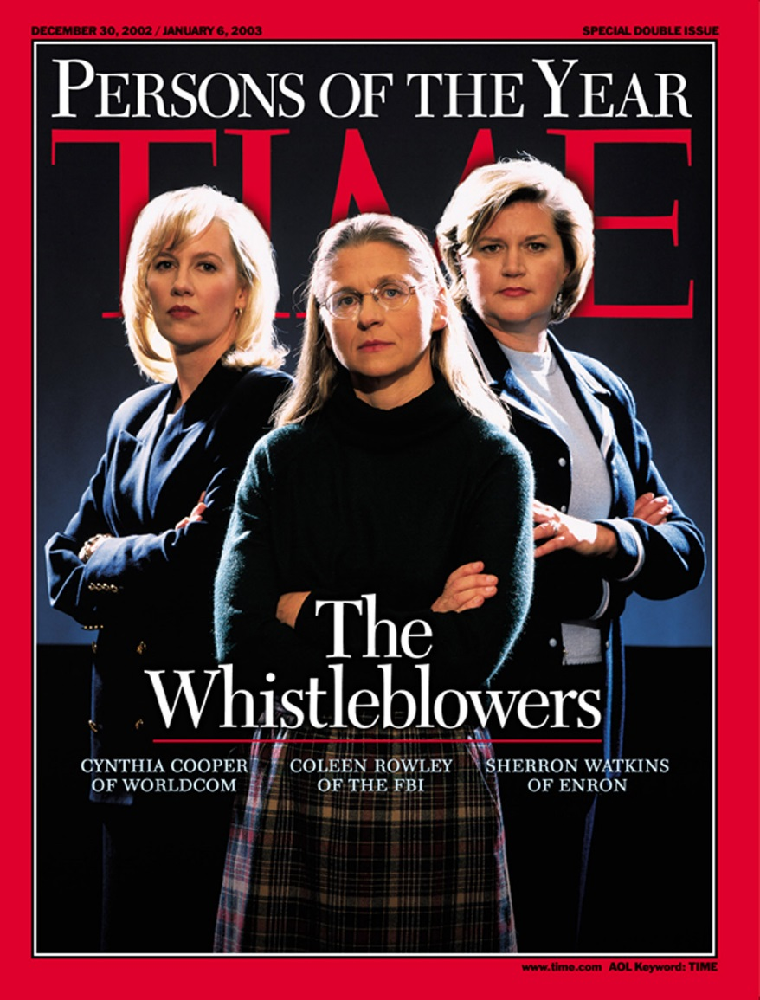 DECEMBER 30, 2002 / JANUARY 6, 2003
SPECIAL DOUBLE ISSUE
PERSONS OF THE YEAR
TIME
The
Whistleblowers
CYNTHIA COOPER
OF WORLDCOM
COLEEN ROWLEY
OF THE FBI
SHERRON WATKINS
OF ENRON
www.time.com AOL Keyword: TIME